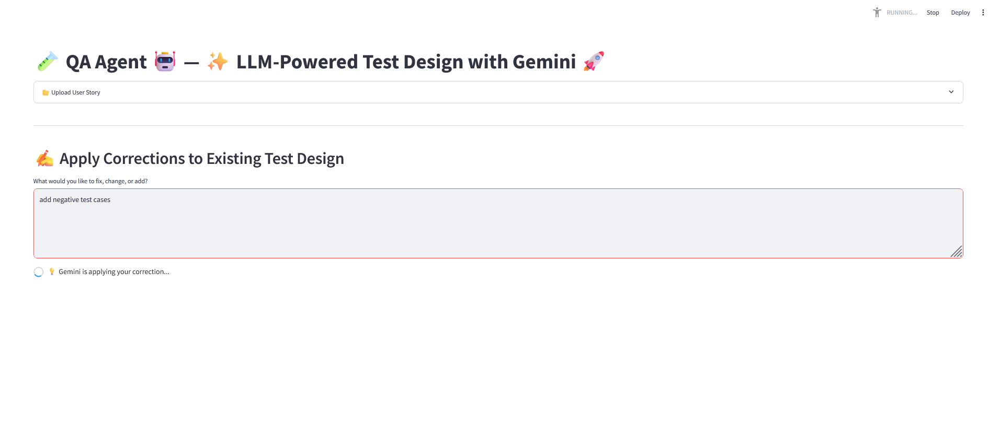 RUNNING...
Stop
Deploy
🧪 QA Agent 🤖 — ✨ LLM-Powered Test Design with Gemini 🚀
📁 Upload User Story
✍️ Apply Corrections to Existing Test Design
What would you like to fix, change, or add?
add negative test cases
💡 Gemini is applying your correction...